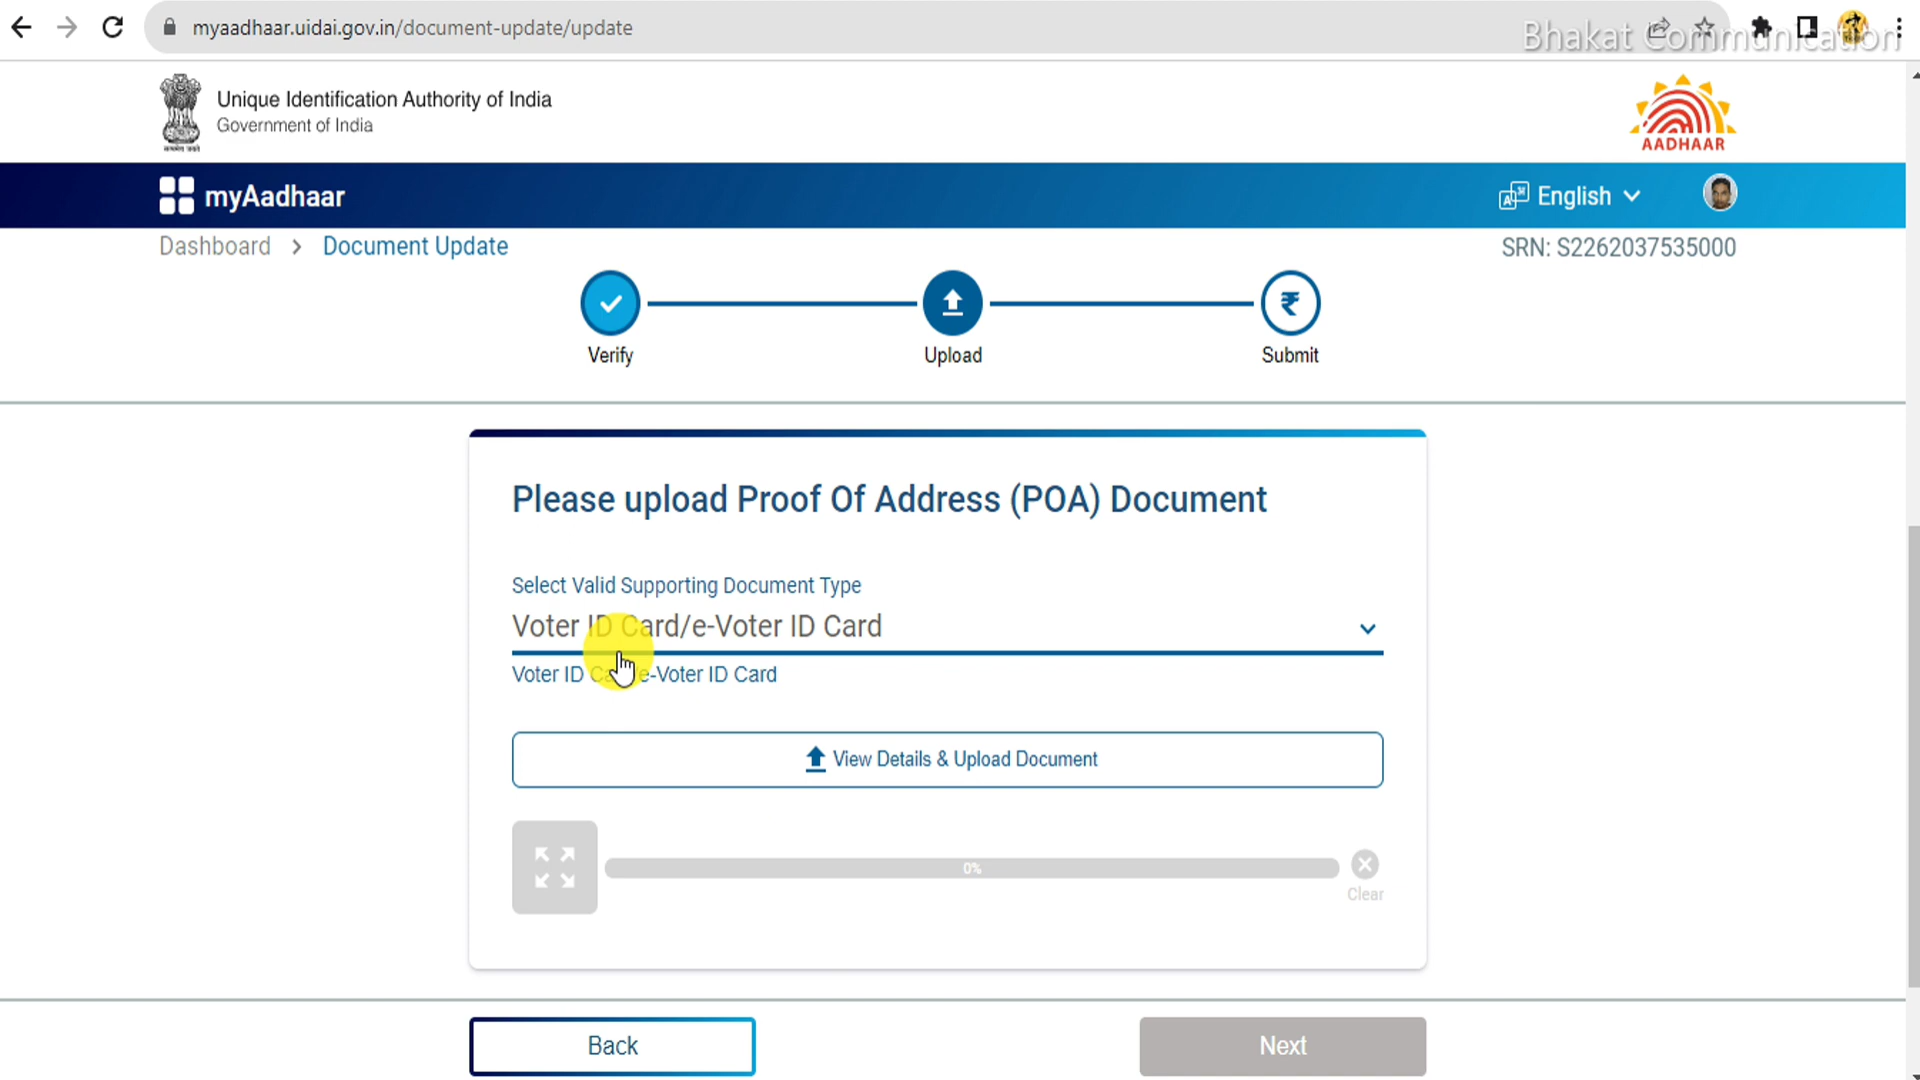 myaadhaar.uidai.gov.in/document-update/update
Bhakat Communication
Unique Identification Authority of India
Government of India
AADHAAR
myAadhaar
English
Dashboard > Document Update
SRN: S2262037535000
Verify
Upload
Submit
Please upload Proof Of Address (POA) Document
Select Valid Supporting Document Type
Voter ID Card/e-Voter ID Card
Voter ID e-Voter ID Card
View Details & Upload Document
0%
Clear
Back
Next